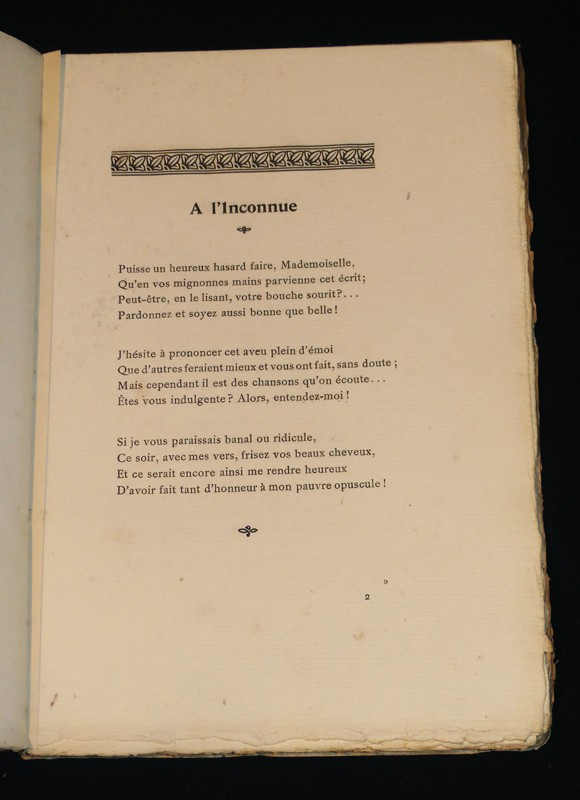 A l'Inconnue
Puisse un heureux hasard faire, Mademoiselle,
Qu'en vos mignonnes mains parvienne cet écrit;
Peut-être, en le lisant, votre bouche sourit?...
Pardonnez et soyez aussi bonne que belle!
J'hésite à prononcer cet aveu plein d'émoi
Que d'autres feraient mieux et vous ont fait, sans doute;
Mais cependant il est des chansons qu'on écoute...
Êtes vous indulgente? Alors, entendez-moi!
Si je vous paraissais banal ou ridicule,
Ce soir, avec mes vers, frisez vos beaux cheveux,
Et ce serait encore ainsi me rendre heureux
D'avoir fait tant d'honneur à mon pauvre opuscule!
9
2